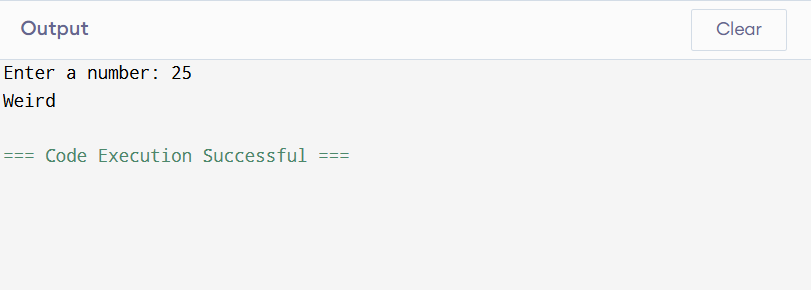 Output
Clear
Enter a number: 25
Weird
=== Code Execution Successful ===